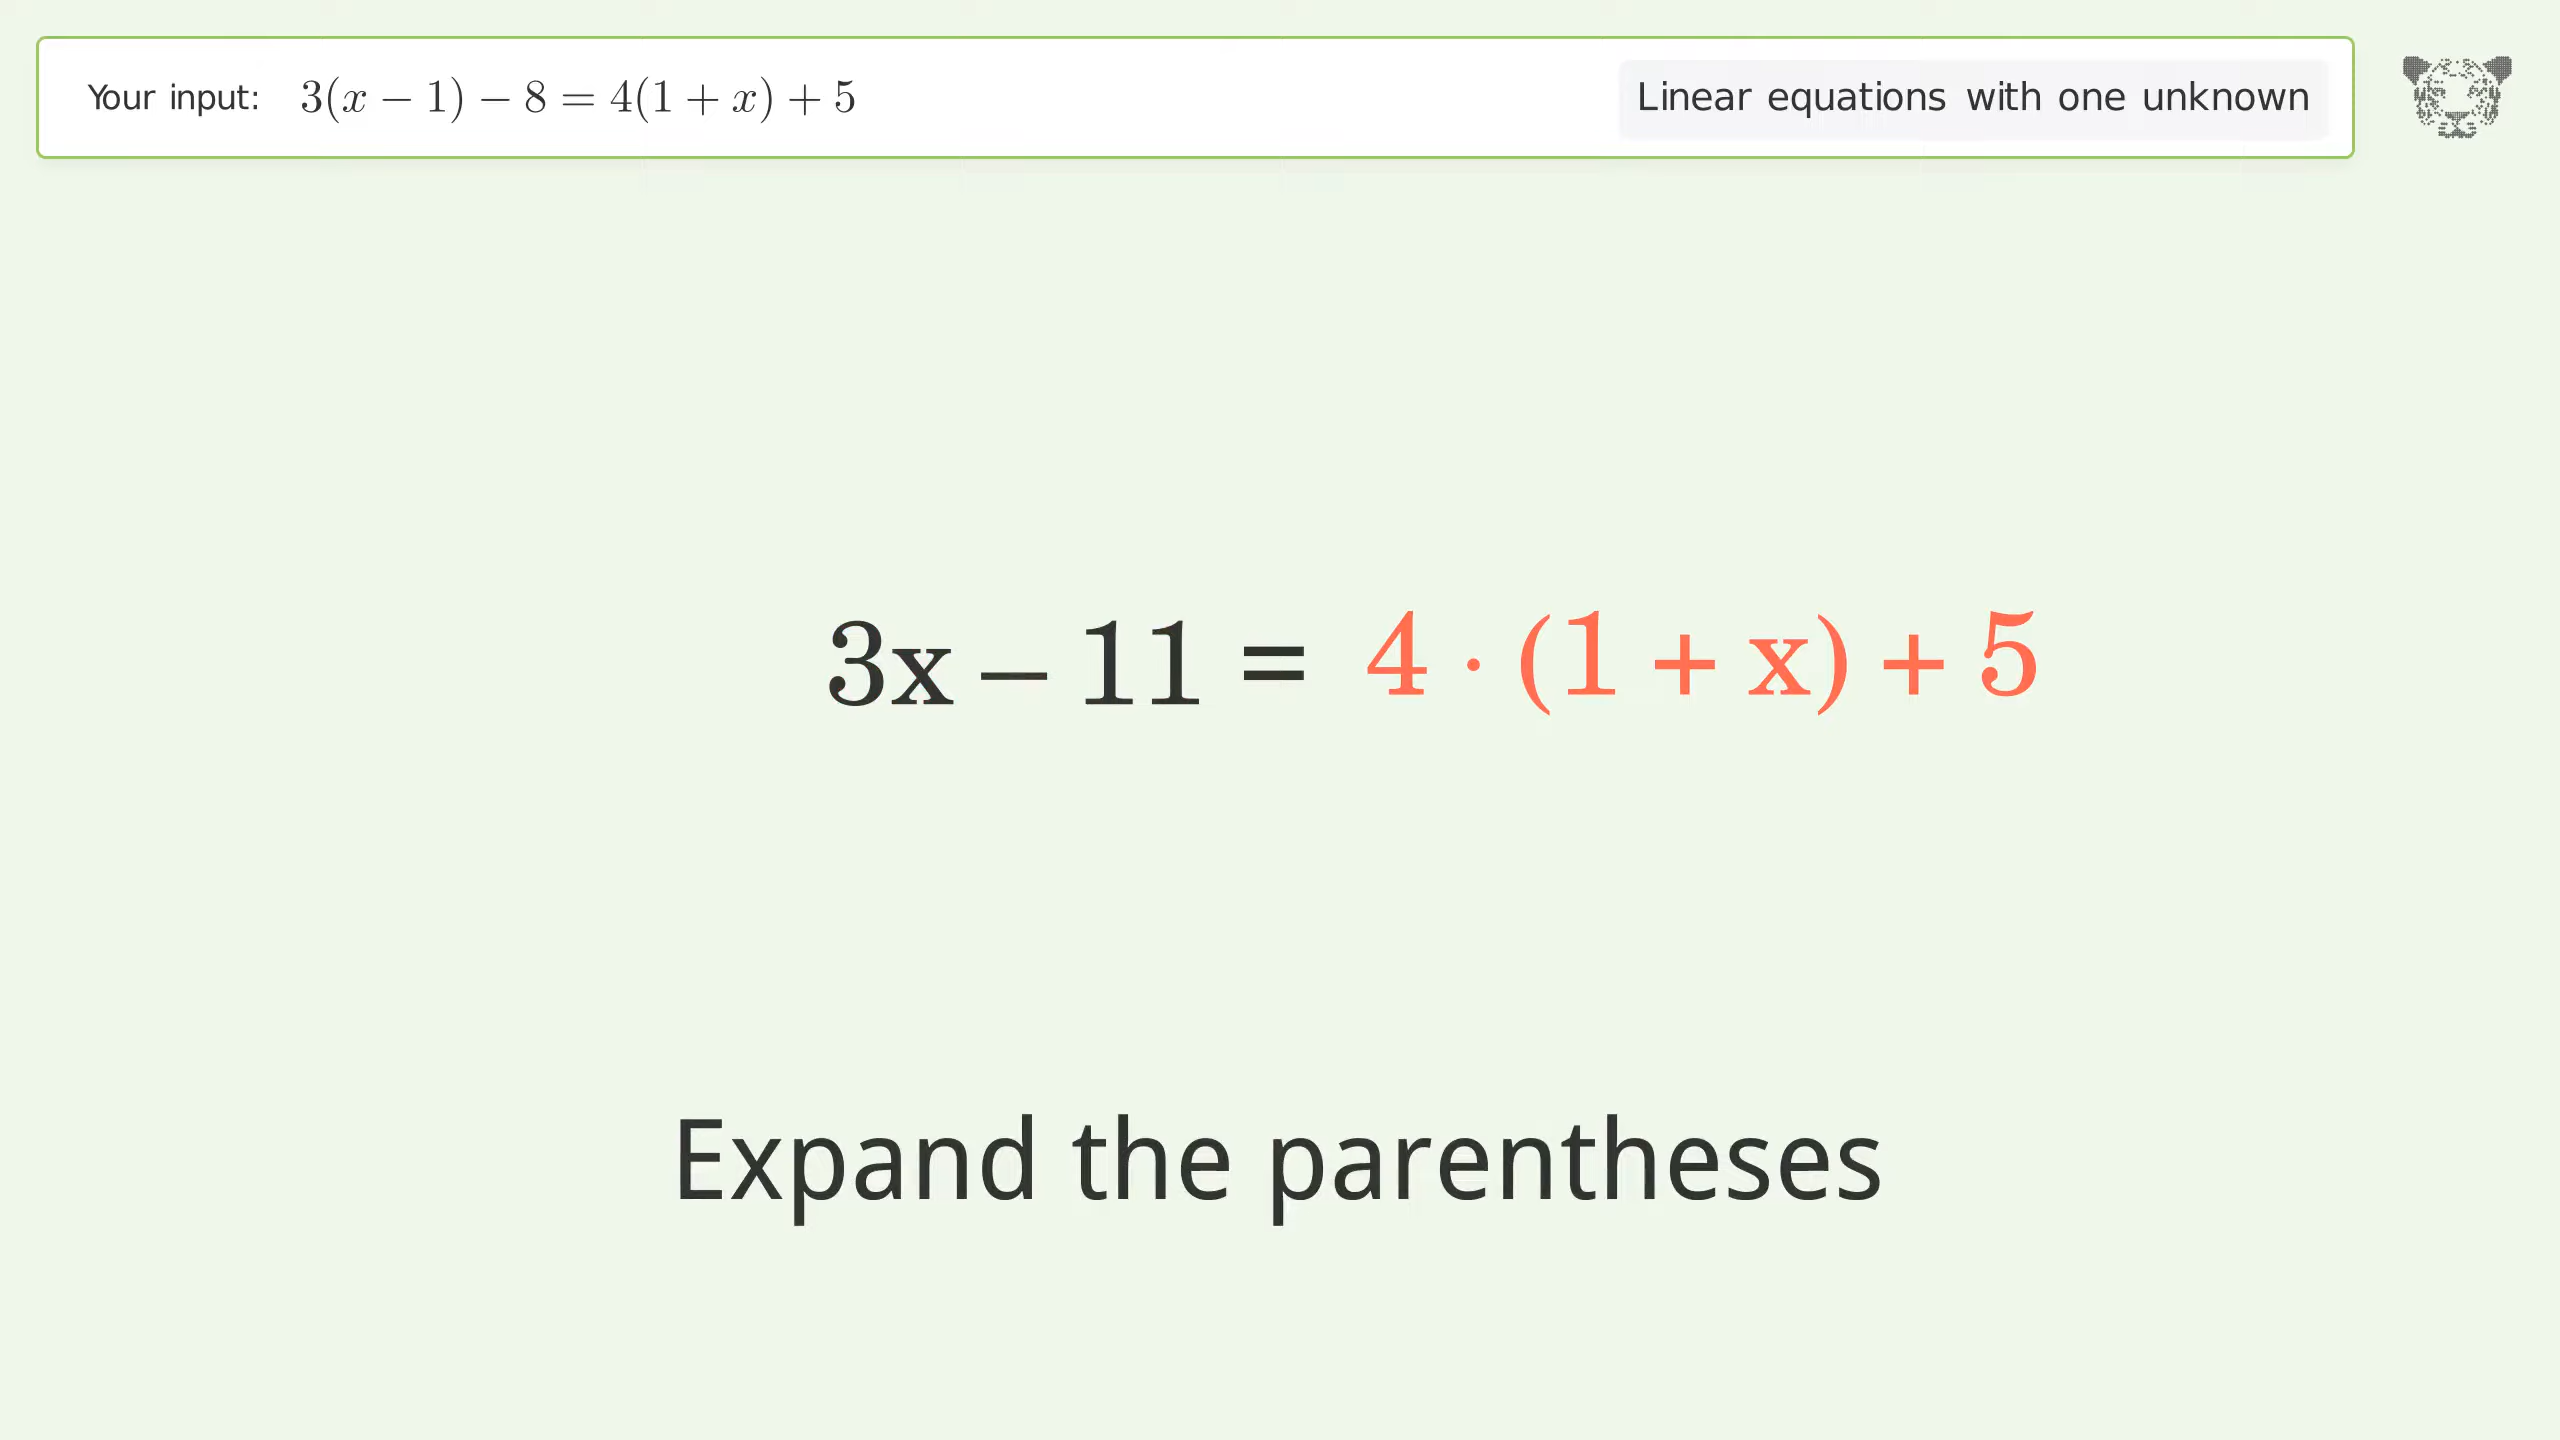 Your input: 3(x − 1) − 8 = 4(1 + x) + 5
Linear equations with one unknown
3x − 11 = 4 · (1 + x) + 5
Expand the parentheses